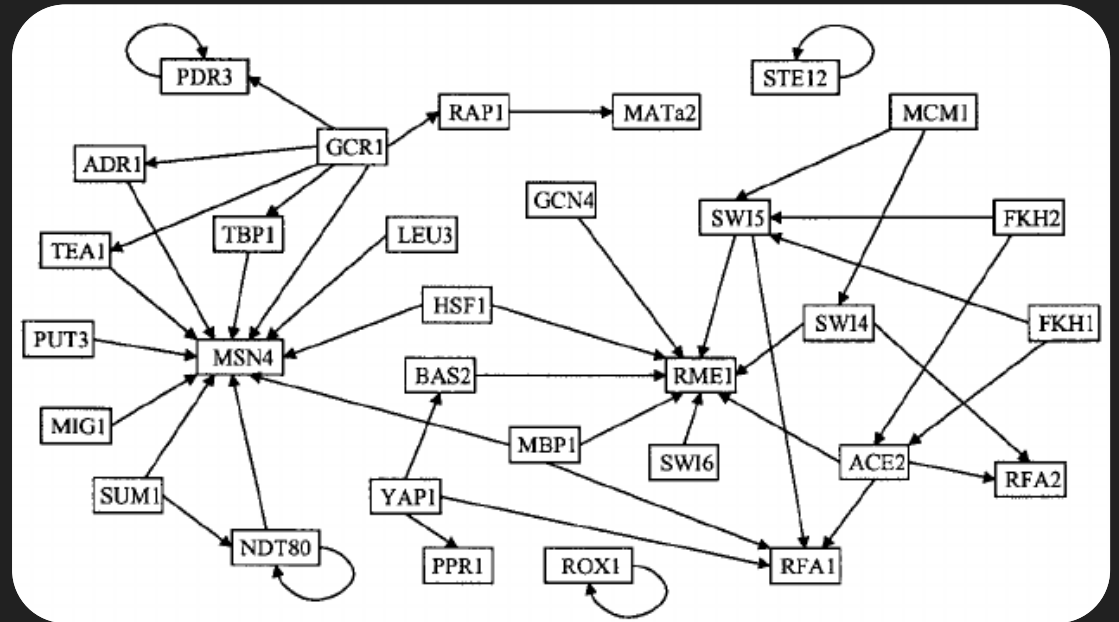 PDR3
STE12
RAP1
MATa2
MCM1
GCR1
ADR1
GCN4
SWI5
FKH2
TBP1
LEU3
TEA1
HSF1
SWI4
FKH1
PUT3
MSN4
BAS2
RME1
MIG1
MBP1
SWI6
ACE2
RFA2
SUM1
YAP1
NDT80
PPR1
ROX1
RFA1